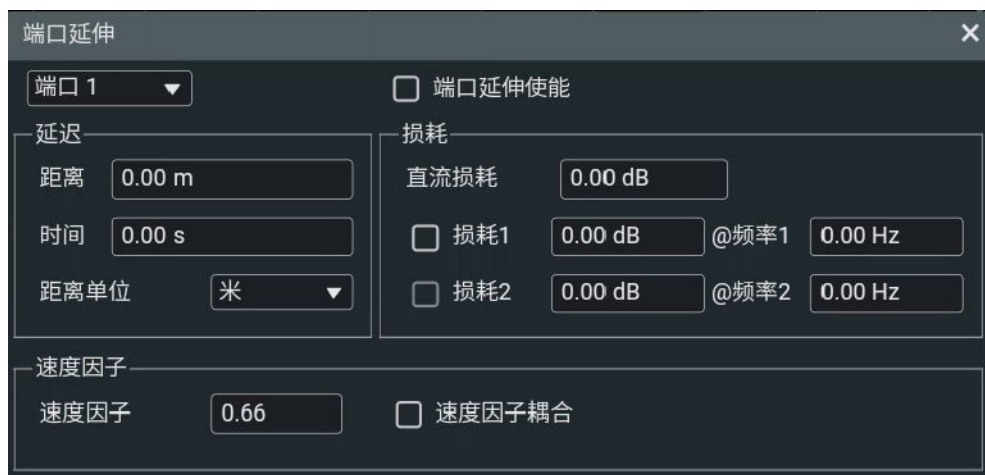 端口延伸
端口 1
端口延伸使能
延迟
距离 0.00 m
时间 0.00 s
距离单位 米
损耗
直流损耗 0.00 dB
损耗1 0.00 dB @频率1 0.00 Hz
损耗2 0.00 dB @频率2 0.00 Hz
速度因子
速度因子 0.66
速度因子耦合